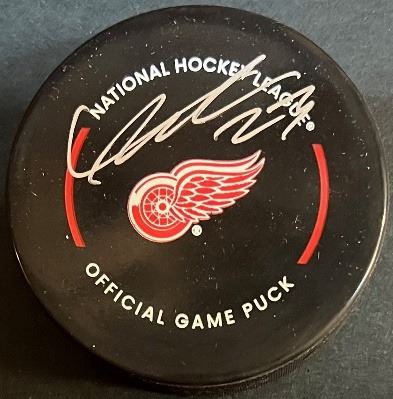 NATIONAL HOCKEY LEAGUE®
®
OFFICIAL GAME PUCK